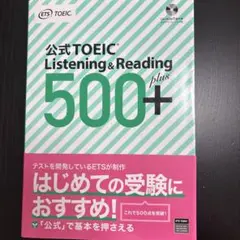 ETS TOEIC
公式TOEIC
Listening & Reading
500+
plus
テストを開発しているETSが制作
はじめての受験に
おすすめ!
「公式」で基本を押さえる